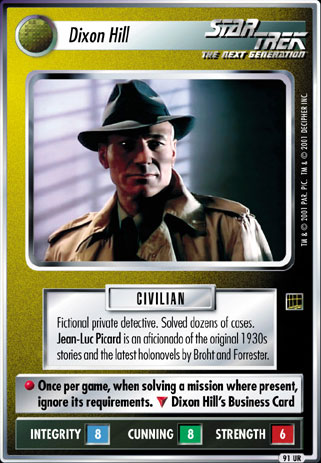 Dixon Hill
STAR TREK
THE NEXT GENERATION
™ & © 2001 PAR. PIC. ™ & © 2001 DECIPHER INC.
CIVILIAN
Fictional private detective. Solved dozens of cases.
Jean-Luc Picard is an aficionado of the original 1930s
stories and the latest holonovels by Broht and Forrester.
Once per game, when solving a mission where present,
ignore its requirements. ▼ Dixon Hill's Business Card
INTEGRITY 8 CUNNING 8 STRENGTH 6
91 UR